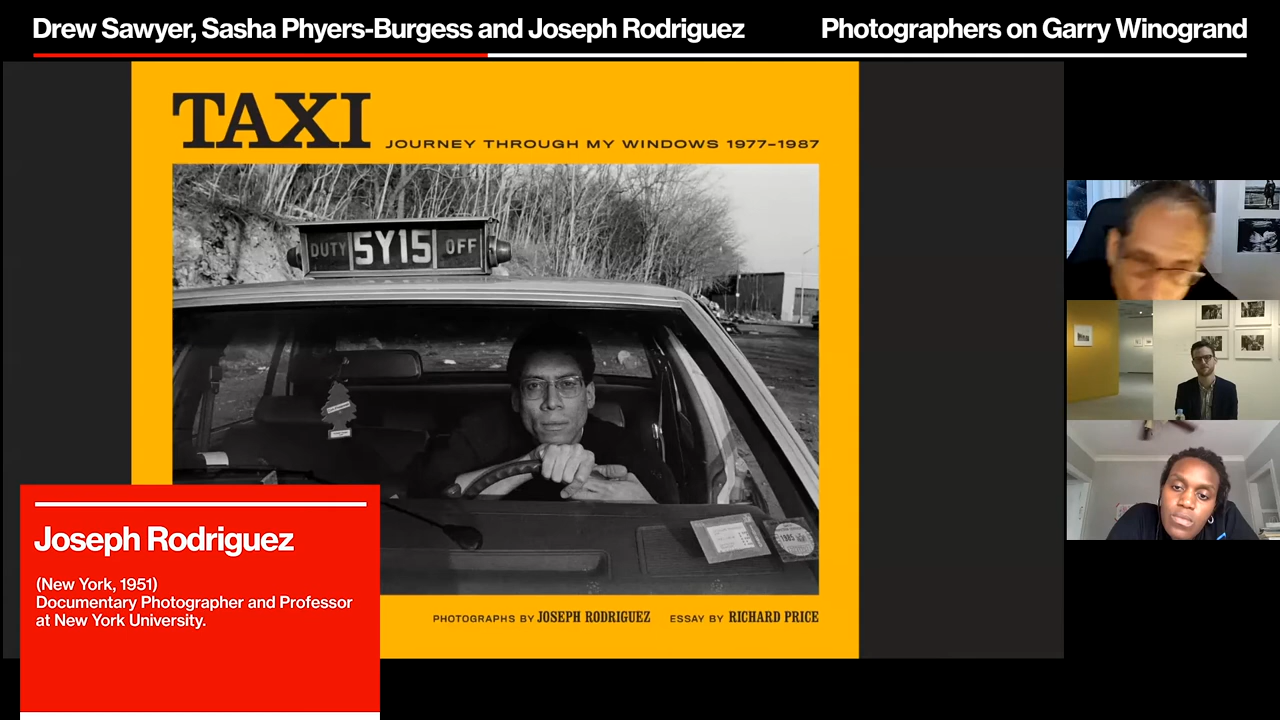 Drew Sawyer, Sasha Phyers-Burgess and Joseph Rodriguez
Photographers on Garry Winogrand
TAXI
JOURNEY THROUGH MY WINDOWS 1977–1987
DUTY 5Y15 OFF
Joseph Rodriguez
(New York, 1951)
Documentary Photographer and Professor
at New York University.
PHOTOGRAPHS BY JOSEPH RODRIGUEZ ESSAY BY RICHARD PRICE